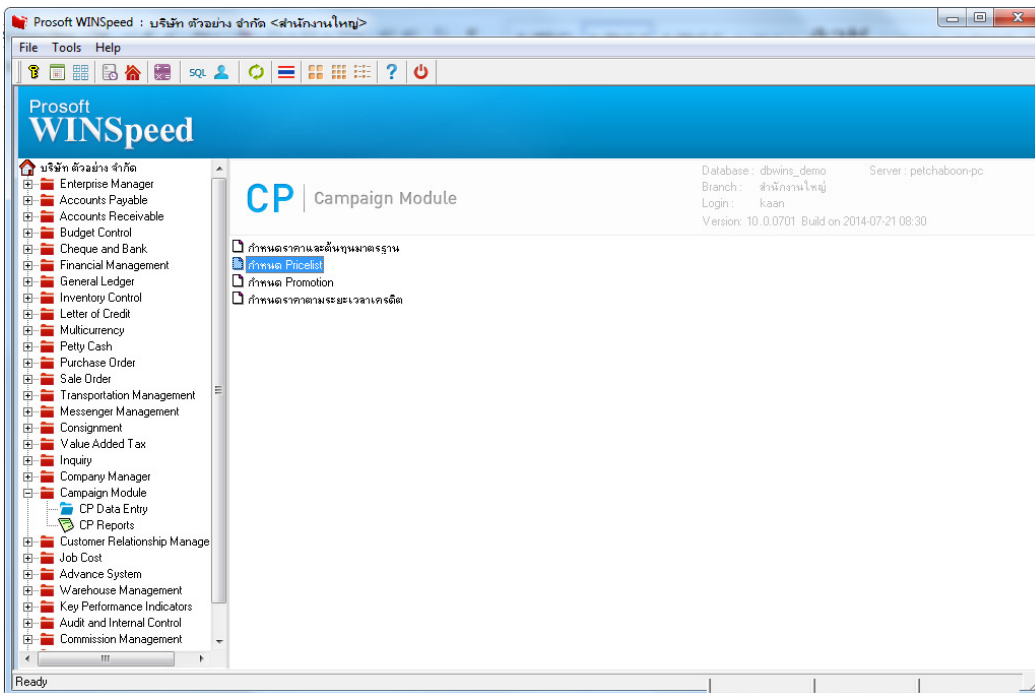 Prosoft WINSpeed : บริษัท ตัวอย่าง จำกัด <สำนักงานใหญ่>
File Tools Help
SQL
Prosoft
WINSpeed
บริษัท ตัวอย่าง จำกัด
Enterprise Manager
Accounts Payable
Accounts Receivable
Budget Control
Cheque and Bank
Financial Management
General Ledger
Inventory Control
Letter of Credit
Multicurrency
Petty Cash
Purchase Order
Sale Order
Transportation Management
Messenger Management
Consignment
Value Added Tax
Inquiry
Company Manager
Campaign Module
CP Data Entry
CP Reports
Customer Relationship Manage
Job Cost
Advance System
Warehouse Management
Key Performance Indicators
Audit and Internal Control
Commission Management
CP Campaign Module
Database : dbwins_demo Server : petchaboon-pc
Branch : สำนักงานใหญ่
Login : kaan
Version: 10.0.0701 Build on 2014-07-21 08:30
กำหนดราคาและต้นทุนมาตรฐาน
กำหนด Pricelist
กำหนด Promotion
กำหนดราคาตามระยะเวลาเครดิต
Ready